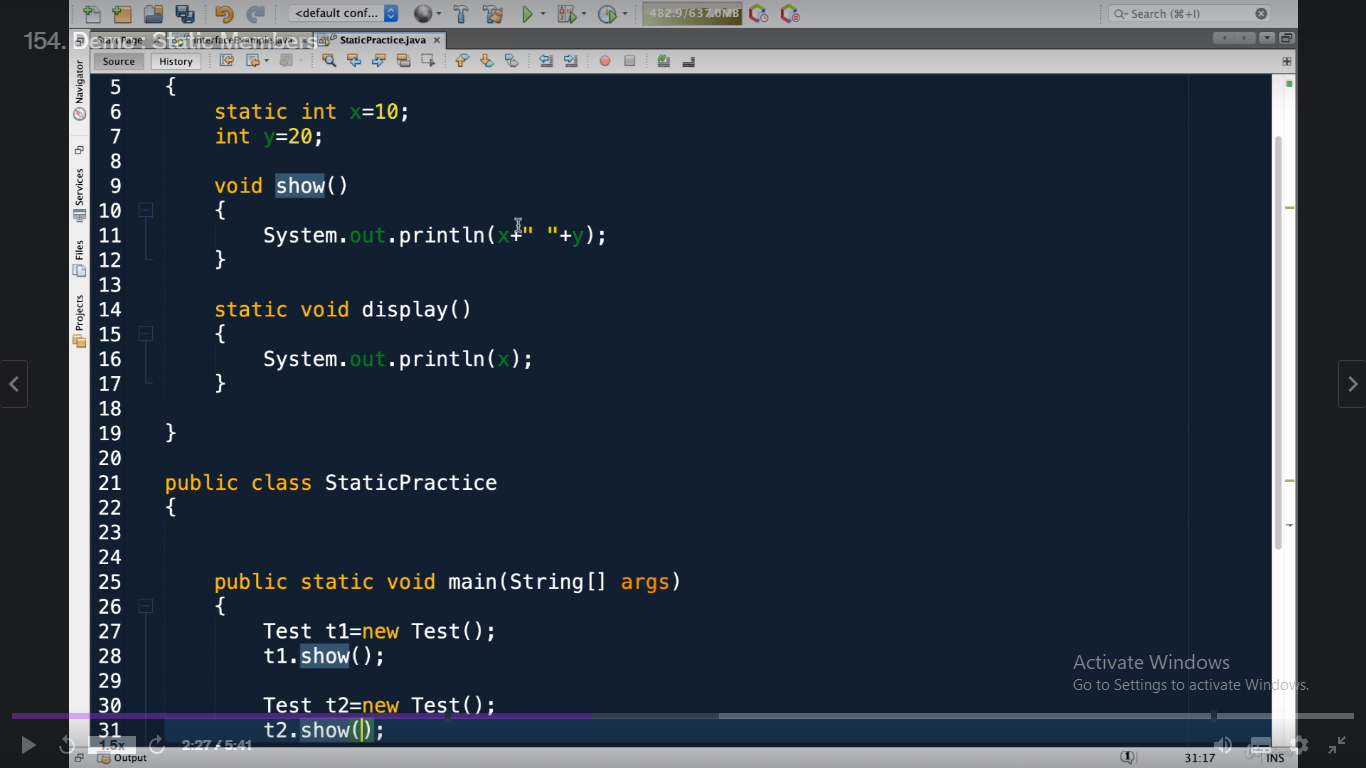 <default conf...
482.9/637.0MB
Search (⌘+I)
154. Demo : Static Members
Start Page
InterfaceExample.java
StaticPractice.java
Source
History
Navigator
Services
Files
Projects
5 {
6 static int x=10;
7 int y=20;
8
9 void show()
10 {
11 System.out.println(x+" "+y);
12 }
13
14 static void display()
15 {
16 System.out.println(x);
17 }
18
19 }
20
21 public class StaticPractice
22 {
23
24
25 public static void main(String[] args)
26 {
27 Test t1=new Test();
28 t1.show();
29
30 Test t2=new Test();
31 t2.show();
Activate Windows
Go to Settings to activate Windows.
1.5x
2:27 / 5:41
Output
31:17
INS